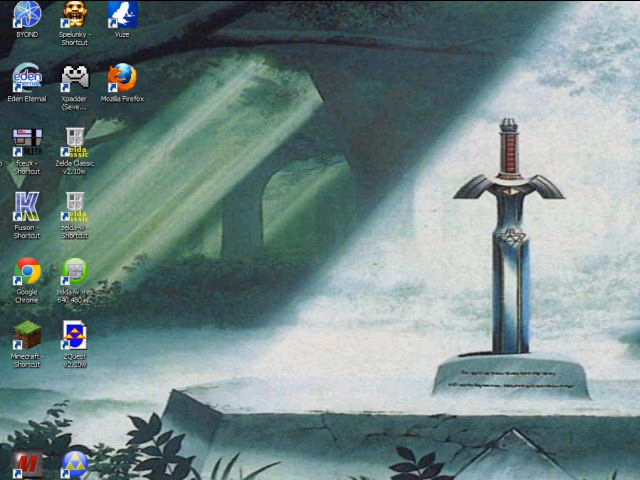 BYOND
Spelunky -
Shortcut
Vuze
eden
Eden Eternal
Xpadder
(Seve...
Mozilla Firefox
fceux -
Shortcut
Zelda Classic
v2.10w
Fusion -
Shortcut
zelda-w -
Shortcut
Google
Chrome
zelda-w -res
640 480
Minecraft -
Shortcut
ZQuest
v2.10w